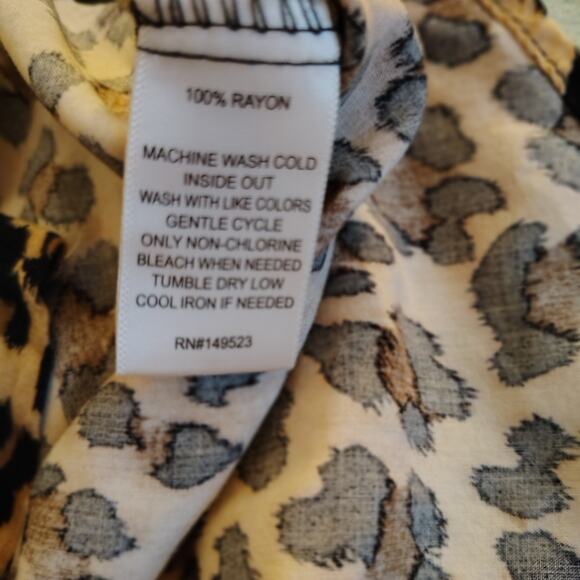 100% RAYON
MACHINE WASH COLD
INSIDE OUT
WASH WITH LIKE COLORS
GENTLE CYCLE
ONLY NON-CHLORINE
BLEACH WHEN NEEDED
TUMBLE DRY LOW
COOL IRON IF NEEDED
RN#149523